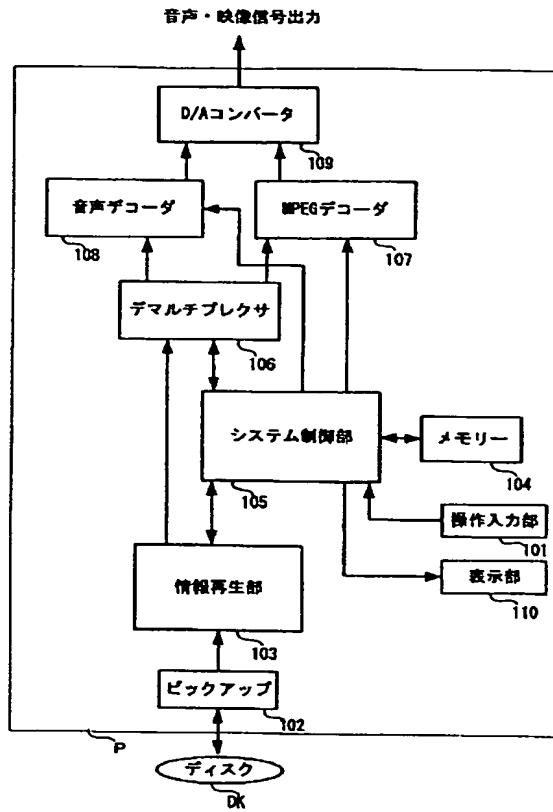 音声・映像信号出力
D/Aコンバータ
109
音声デコーダ
108
MPEGデコーダ
107
デマルチプレクサ
106
システム制御部
105
メモリー
104
操作入力部
101
表示部
110
情報再生部
103
ピックアップ
102
P
ディスク
DK